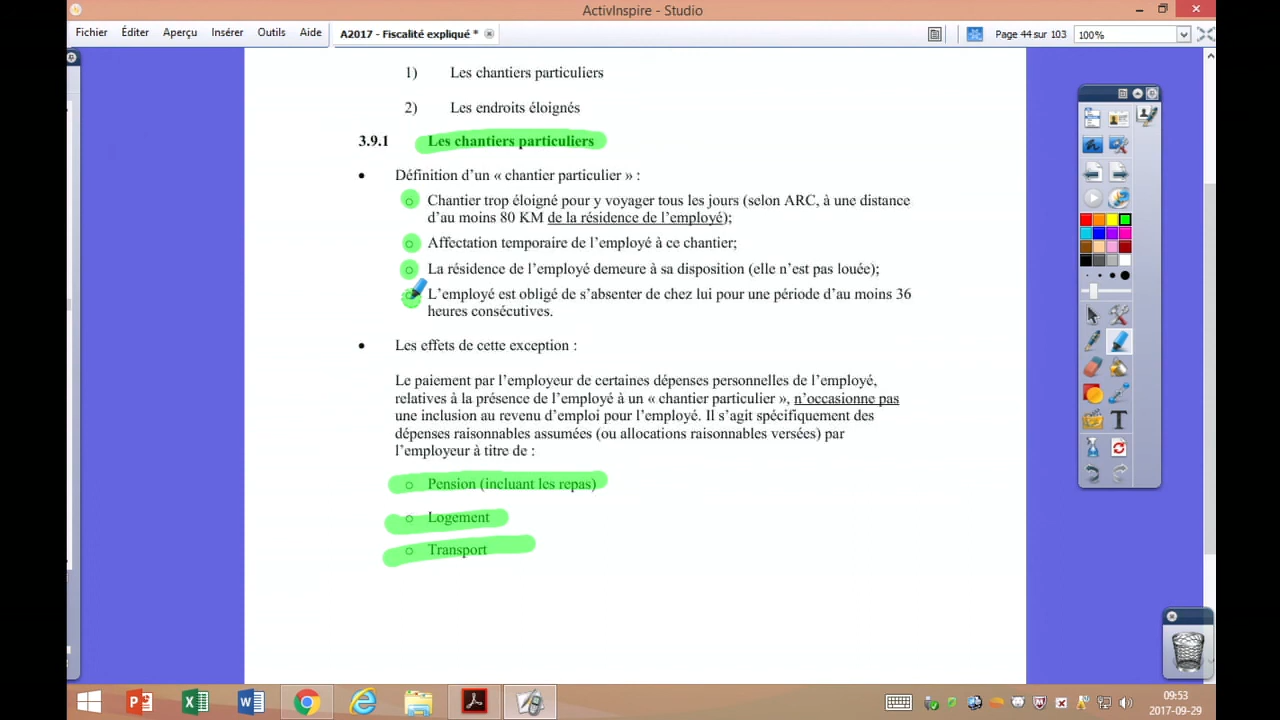 ActivInspire - Studio
Fichier Éditer Aperçu Insérer Outils Aide
A2017 - Fiscalité expliqué *
Page 44 sur 103
100%
1) Les chantiers particuliers
2) Les endroits éloignés
3.9.1 Les chantiers particuliers
• Définition d’un « chantier particulier » :
○ Chantier trop éloigné pour y voyager tous les jours (selon ARC, à une distance
d’au moins 80 KM de la résidence de l’employé);
○ Affectation temporaire de l’employé à ce chantier;
○ La résidence de l’employé demeure à sa disposition (elle n’est pas louée);
○ L’employé est obligé de s’absenter de chez lui pour une période d’au moins 36
heures consécutives.
• Les effets de cette exception :
Le paiement par l’employeur de certaines dépenses personnelles de l’employé,
relatives à la présence de l’employé à un « chantier particulier », n’occasionne pas
une inclusion au revenu d’emploi pour l’employé. Il s’agit spécifiquement des
dépenses raisonnables assumées (ou allocations raisonnables versées) par
l’employeur à titre de :
○ Pension (incluant les repas)
○ Logement
○ Transport
09:53
2017-09-29